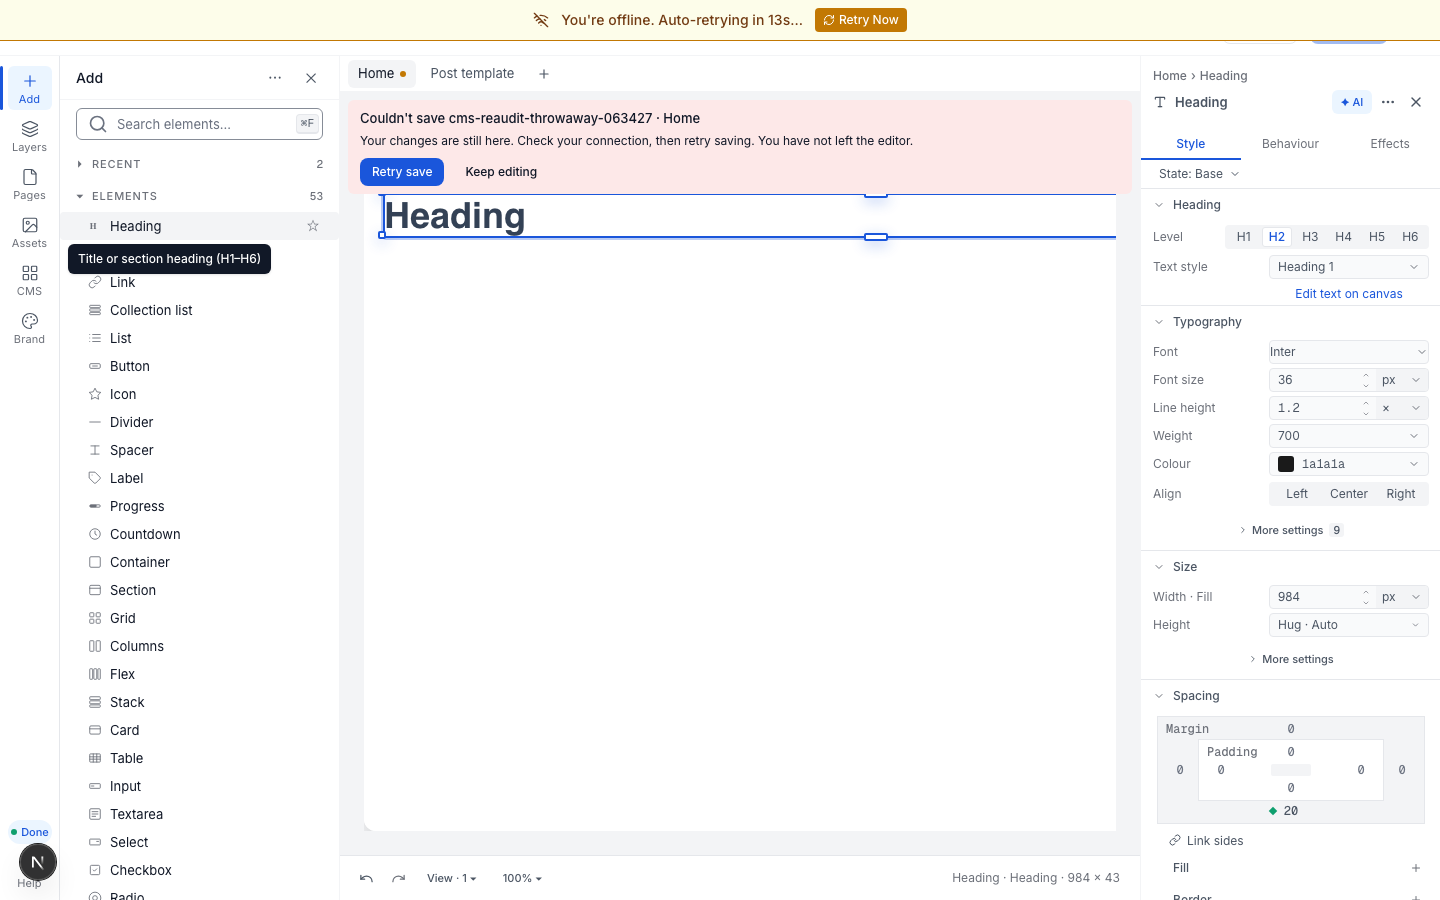 You're offline. Auto-retrying in 13s...
Retry Now
Add
Layers
Pages
Assets
CMS
Brand
Done
N
Help
Add
Search elements...
⌘F
RECENT 2
ELEMENTS 53
H Heading
Title or section heading (H1–H6)
Link
Collection list
List
Button
Icon
Divider
Spacer
Label
Progress
Countdown
Container
Section
Grid
Columns
Flex
Stack
Card
Table
Input
Textarea
Select
Checkbox
Radio
Home
Post template
Couldn't save cms-reaudit-throwaway-063427 · Home
Your changes are still here. Check your connection, then retry saving. You have not left the editor.
Retry save
Keep editing
Heading
View · 1
100%
Heading · Heading · 984 × 43
Home › Heading
Heading
AI
Style
Behaviour
Effects
State: Base
Heading
Level H1 H2 H3 H4 H5 H6
Text style Heading 1
Edit text on canvas
Typography
Font Inter
Font size 36 px
Line height 1.2 ×
Weight 700
Colour 1a1a1a
Align Left Center Right
More settings 9
Size
Width · Fill 984 px
Height Hug · Auto
More settings
Spacing
Margin 0
Padding 0
0 0 0 0
0
20
Link sides
Fill
Border